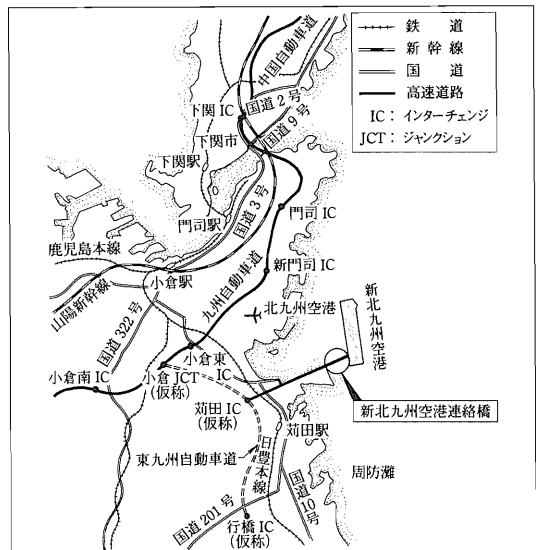 鉄道
新幹線
国道
高速道路
IC：インターチェンジ
JCT：ジャンクション
中国自動車道
国道2号
下関IC
国道9号
下関市
下関駅
国道3号
門司駅
門司IC
鹿児島本線
新門司IC
九州自動車道
小倉駅
山陽新幹線
北九州空港
新北九州空港
国道322号
小倉東
IC
小倉南IC
小倉JCT
(仮称)
苅田IC
(仮称)
苅田駅
新北九州空港連絡橋
東九州自動車道
日豊本線
周防灘
国道10号
国道201号
行橋IC
(仮称)